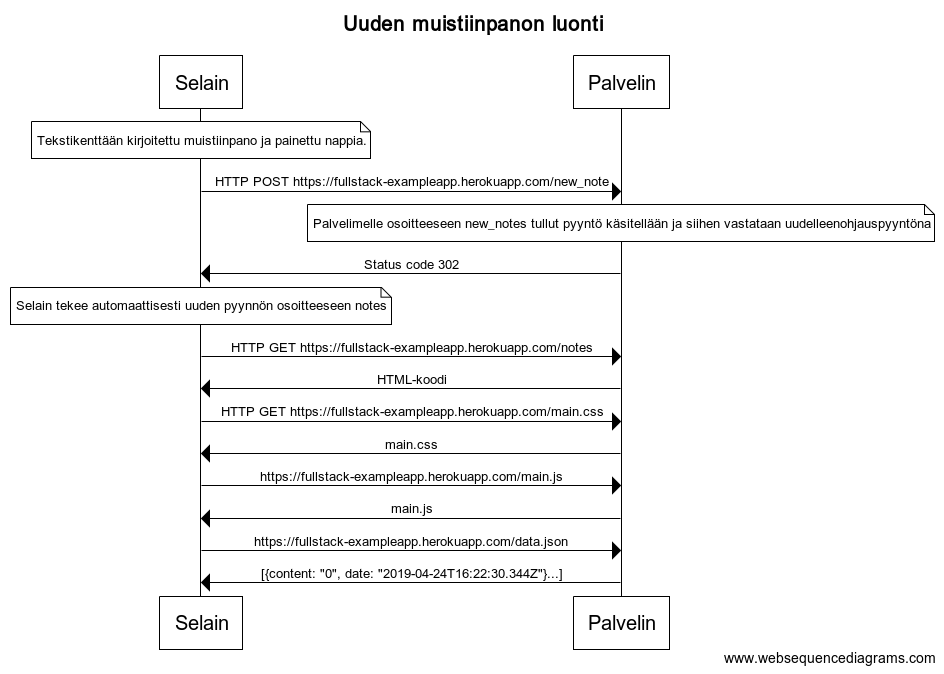 Uuden muistiinpanon luonti
Selain
Palvelin
Tekstikenttään kirjoitettu muistiinpano ja painettu nappia.
HTTP POST https://fullstack-exampleapp.herokuapp.com/new_note
Palvelimelle osoitteeseen new_notes tullut pyyntö käsitellään ja siihen vastataan uudelleenohjauspyyntöna
Status code 302
Selain tekee automaattisesti uuden pyynnön osoitteeseen notes
HTTP GET https://fullstack-exampleapp.herokuapp.com/notes
HTML-koodi
HTTP GET https://fullstack-exampleapp.herokuapp.com/main.css
main.css
https://fullstack-exampleapp.herokuapp.com/main.js
main.js
https://fullstack-exampleapp.herokuapp.com/data.json
[{content: "0", date: "2019-04-24T16:22:30.344Z"}...]
Selain
Palvelin
www.websequencediagrams.com